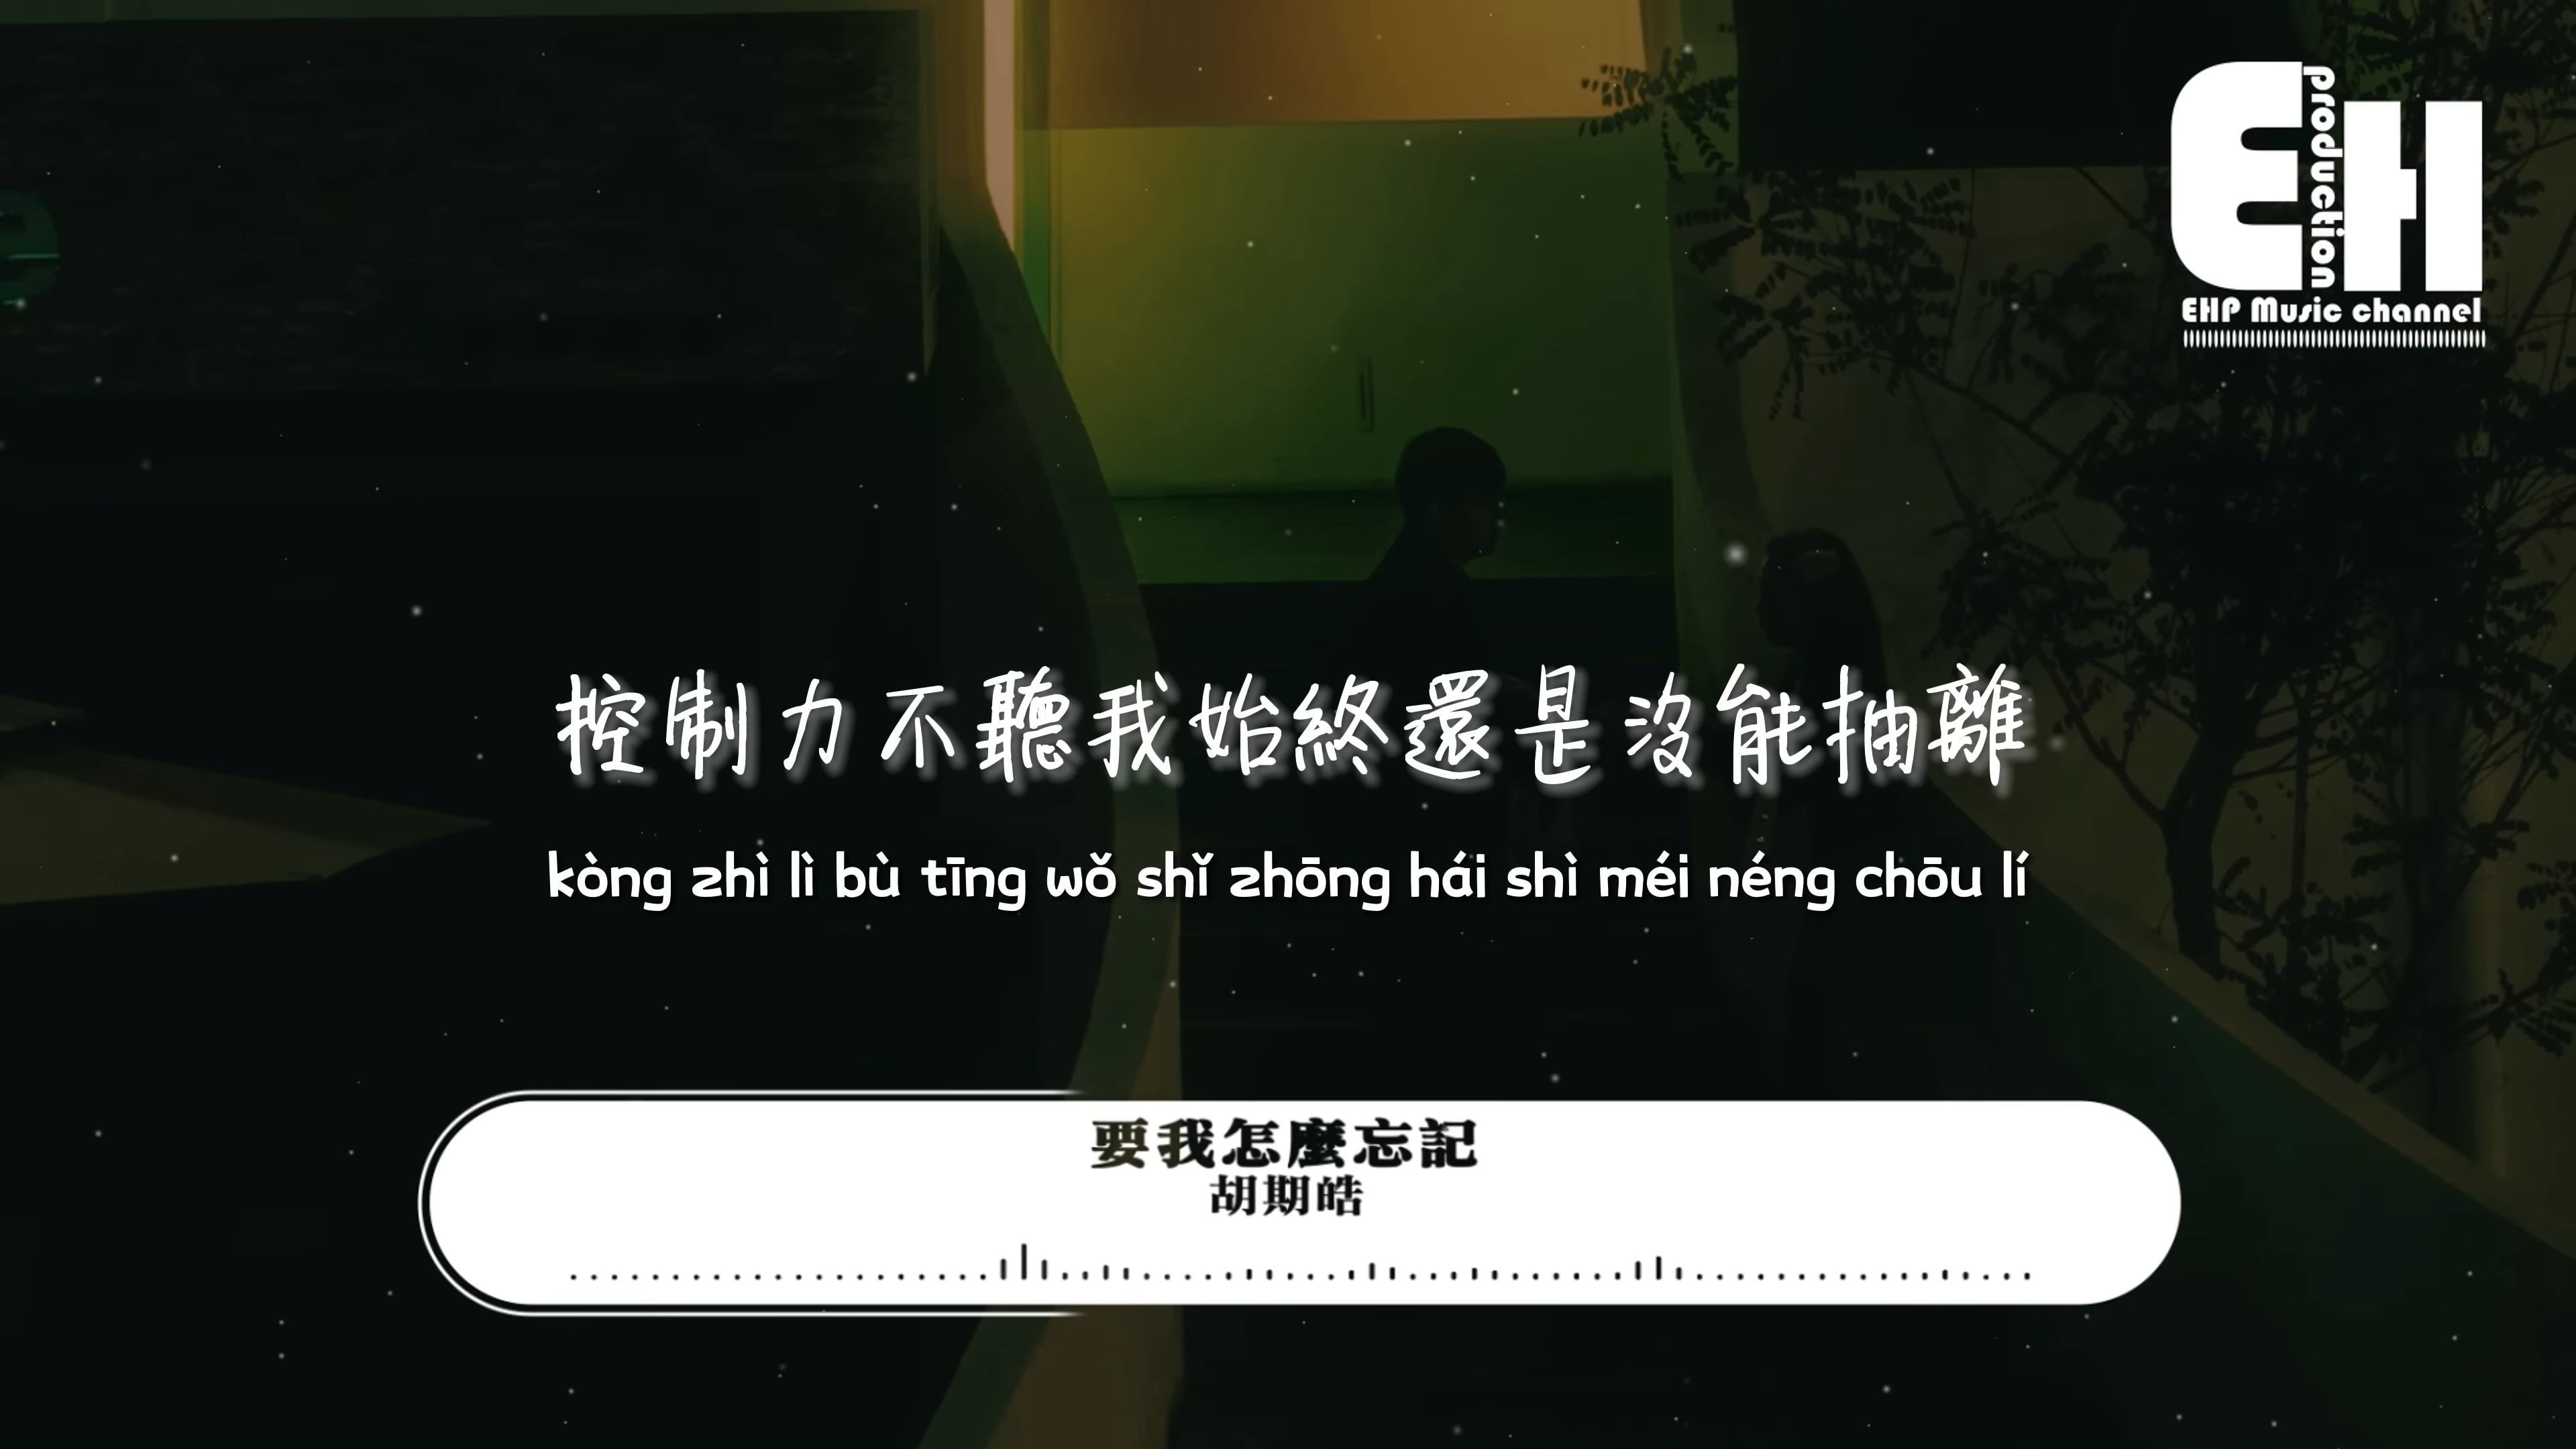 EH
production
EHP Music channel
控制力不聽我始終還是沒能抽離
kòng zhì lì bù tīng wǒ shǐ zhōng hái shì méi néng chōu lí
要我怎麼忘記
胡期皓